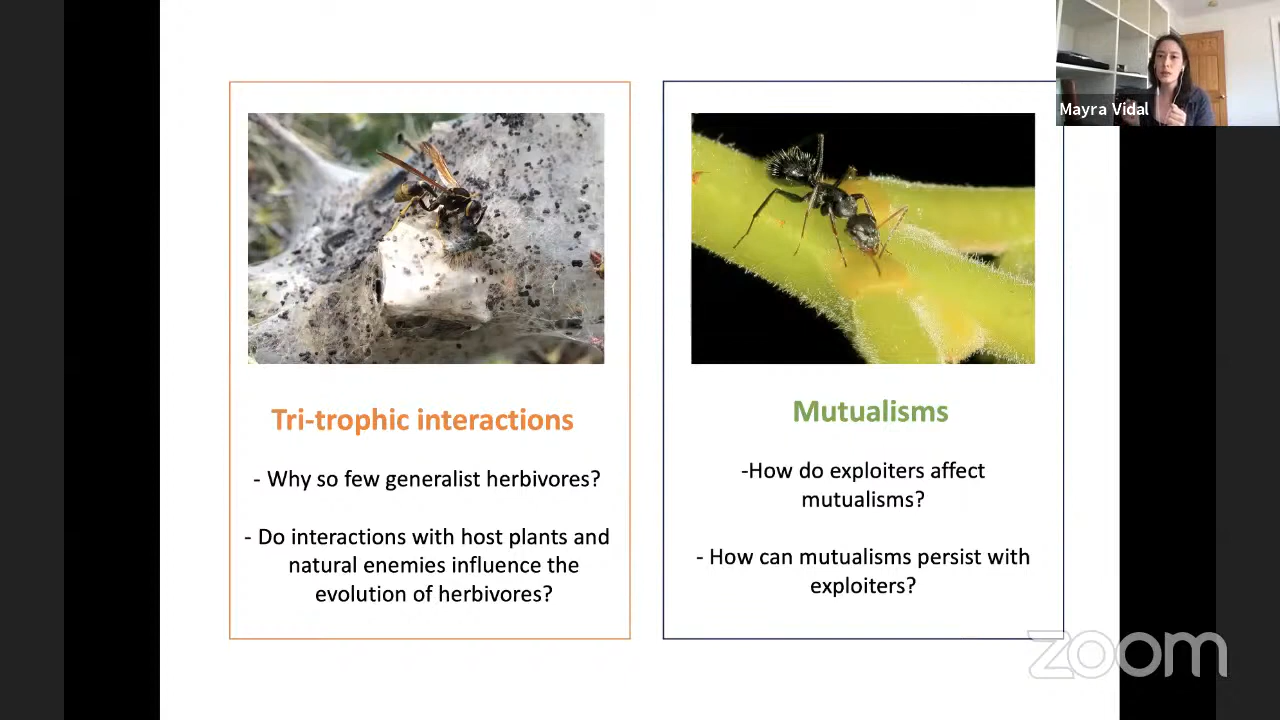 Mayra Vidal
Tri-trophic interactions
- Why so few generalist herbivores?
- Do interactions with host plants and
natural enemies influence the
evolution of herbivores?
Mutualisms
-How do exploiters affect
mutualisms?
- How can mutualisms persist with
exploiters?
zoom